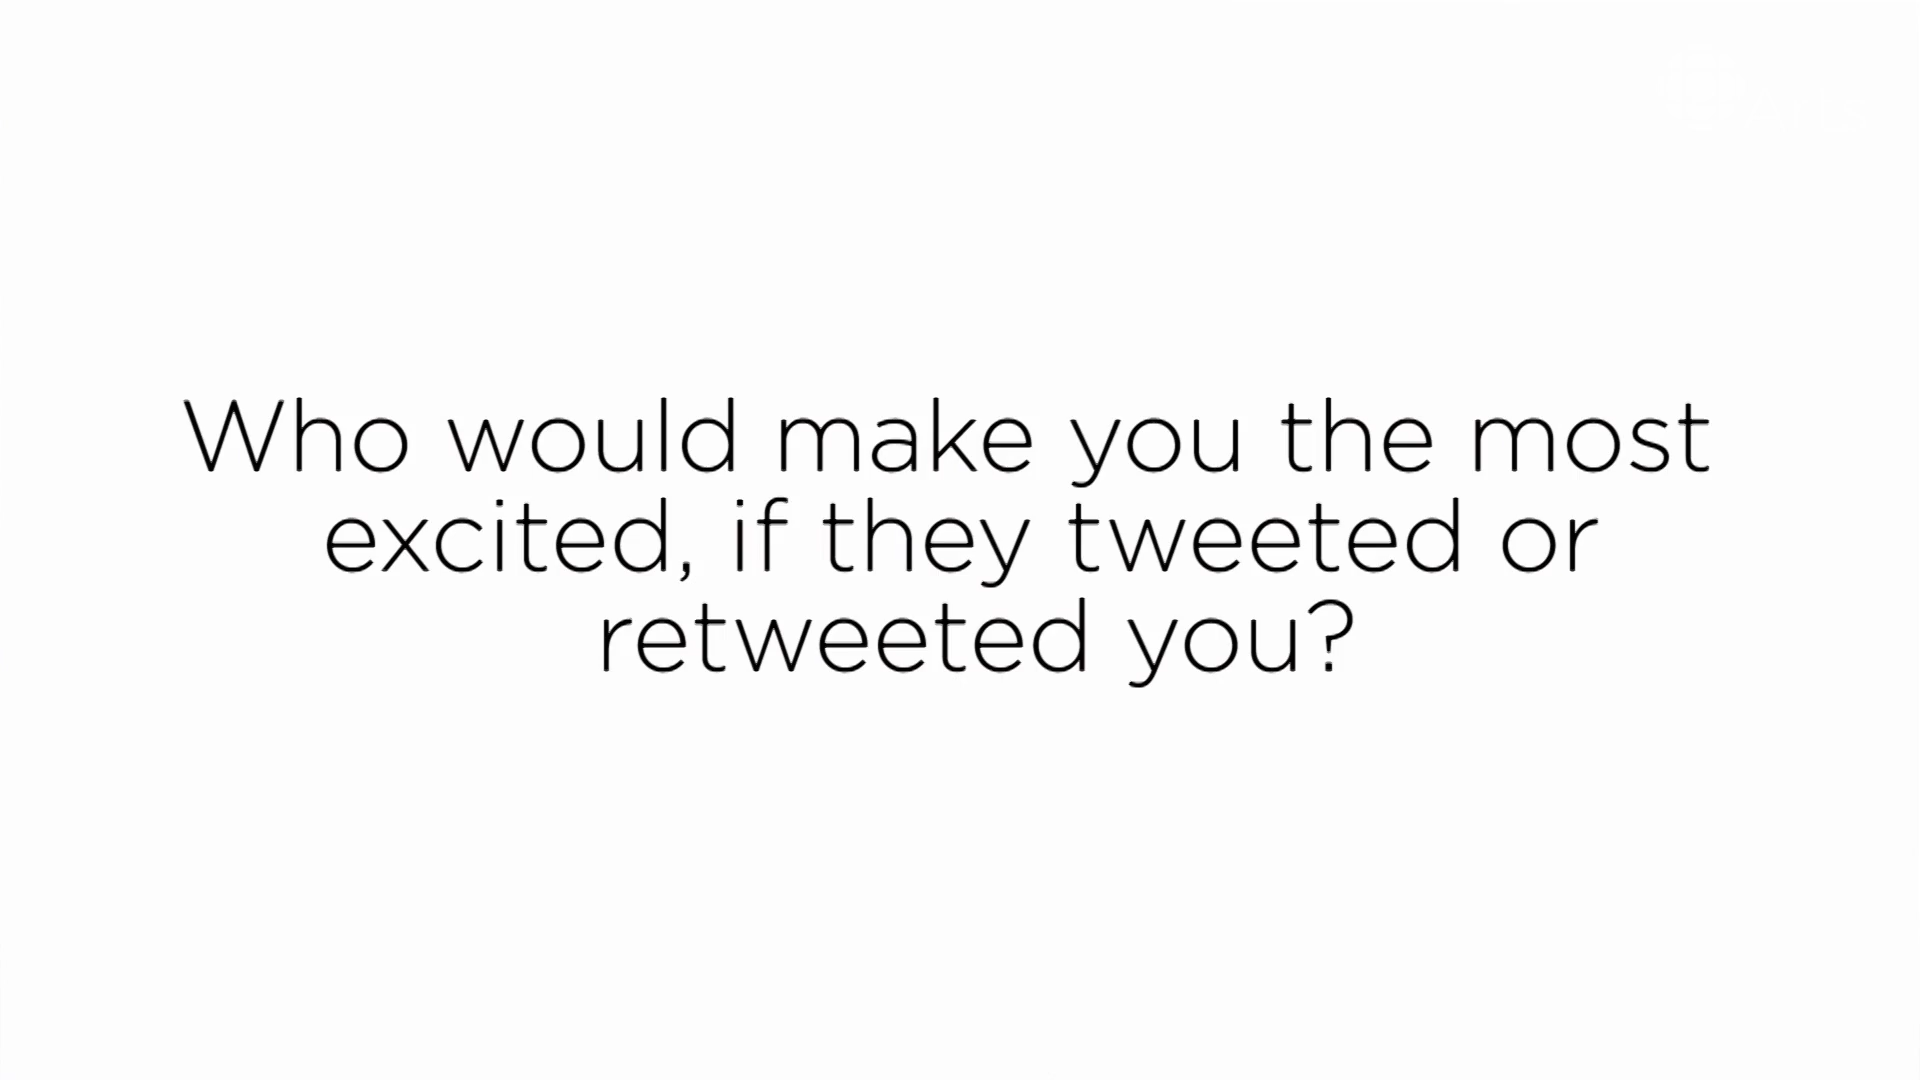 Who would make you the most
excited, if they tweeted or
retweeted you?